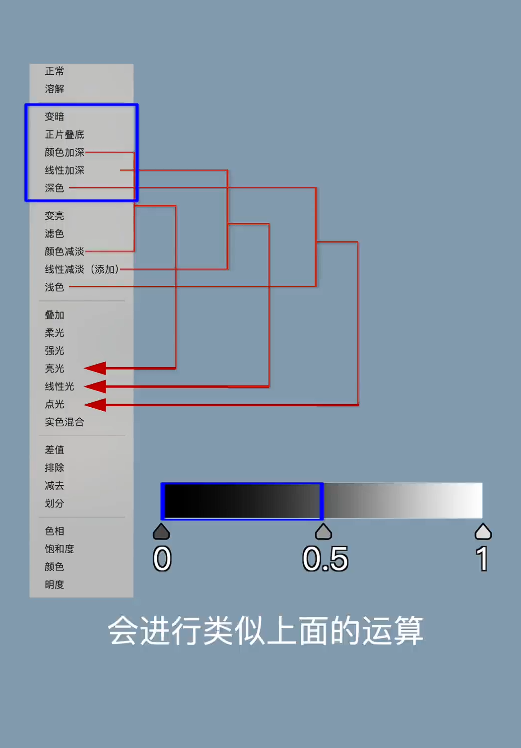 正常
溶解
变暗
正片叠底
颜色加深
线性加深
深色
变亮
滤色
颜色减淡
线性减淡（添加）
浅色
叠加
柔光
强光
亮光
线性光
点光
实色混合
差值
排除
减去
划分
色相
饱和度
颜色
明度
0
0.5
1
会进行类似上面的运算